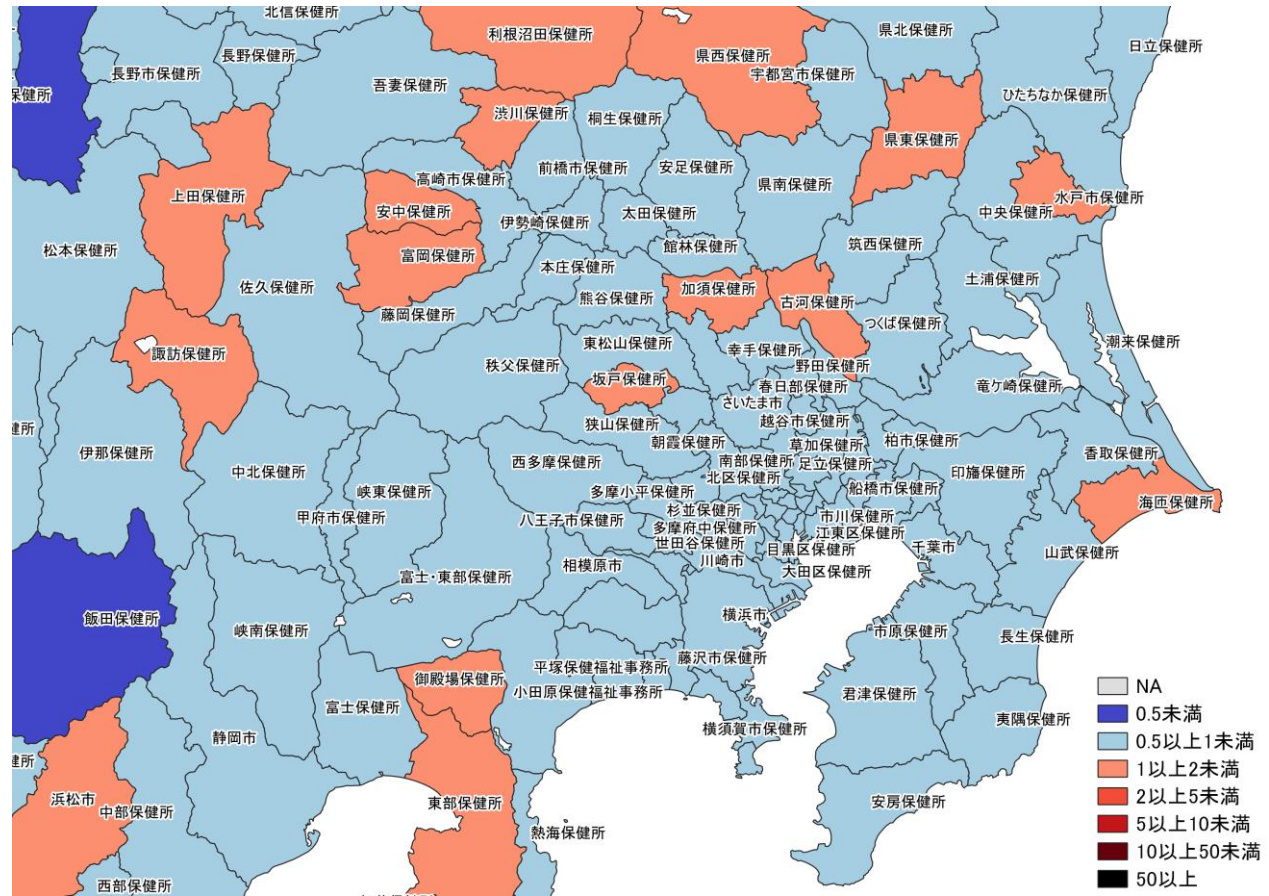 北信保健所
利根沼田保健所
県北保健所
日立保健所
長野保健所
県西保健所
長野市保健所
宇都宮市保健所
吾妻保健所
保健所
ひたちなか保健所
渋川保健所
桐生保健所
県東保健所
前橋市保健所
安足保健所
高崎市保健所
県南保健所
上田保健所
水戸市保健所
安中保健所
太田保健所
中央保健所
伊勢崎保健所
松本保健所
富岡保健所
館林保健所
筑西保健所
本庄保健所
土浦保健所
佐久保健所
加須保健所
熊谷保健所
古河保健所
藤岡保健所
つくば保健所
東松山保健所
潮来保健所
諏訪保健所
幸手保健所
秩父保健所
野田保健所
坂戸保健所
春日部保健所
竜ケ崎保健所
さいたま市
狭山保健所
越谷市保健所
所
朝霞保健所
草加保健所
柏市保健所
伊那保健所
香取保健所
西多摩保健所
南部保健所
足立保健所
中北保健所
印旛保健所
北区保健所
峡東保健所
多摩小平保健所
船橋市保健所
海匝保健所
杉並保健所
甲府市保健所
八王子市保健所
市川保健所
多摩府中保健所
江東区保健所
世田谷保健所
目黒区保健所
千葉市
山武保健所
川崎市
相模原市
大田区保健所
富士・東部保健所
横浜市
飯田保健所
峡南保健所
市原保健所
長生保健所
藤沢市保健所
平塚保健福祉事務所
御殿場保健所
小田原保健福祉事務所
君津保健所
富士保健所
夷隅保健所
横須賀市保健所
静岡市
浜松市
中部保健所
東部保健所
安房保健所
熱海保健所
西部保健所
NA
0.5未満
0.5以上1未満
1以上2未満
2以上5未満
5以上10未満
10以上50未満
50以上